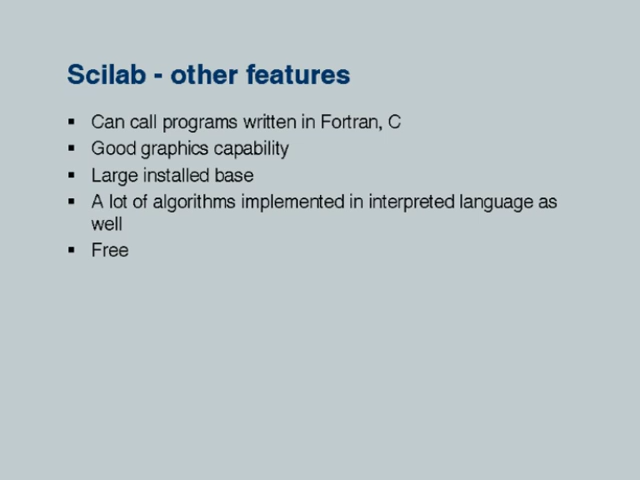 Scilab - other features
▪ Can call programs written in Fortran, C
▪ Good graphics capability
▪ Large installed base
▪ A lot of algorithms implemented in interpreted language as
well
▪ Free